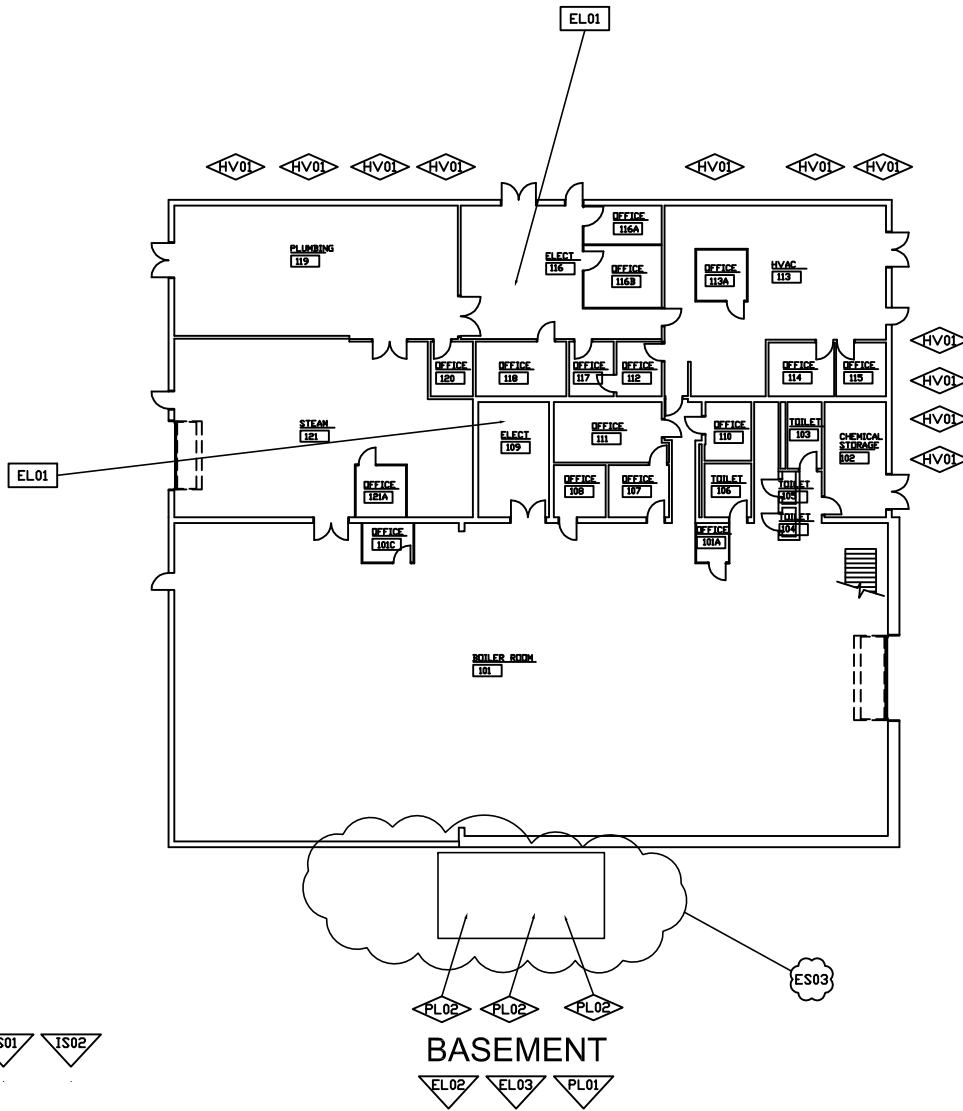 EL01
HV01 HV01 HV01 HV01 HV01 HV01 HV01
OFFICE
116A
PLUMBING
119
ELECT
116
OFFICE
116B
OFFICE
113A
HVAC
113
HV01
OFFICE
120
OFFICE
118
OFFICE
117
OFFICE
112
OFFICE
114
OFFICE
115
HV01
STEAM
121
ELECT
109
OFFICE
111
OFFICE
110
TOILET
103
CHEMICAL
STORAGE
102
HV01
HV01
EL01
OFFICE
121A
OFFICE
108
OFFICE
107
TOILET
106
TOILET
105
TOILET
104
OFFICE
101C
OFFICE
101A
BOILER ROOM
101
ES03
PL02 PL02 PL02
IS02
BASEMENT
EL02 EL03 PL01